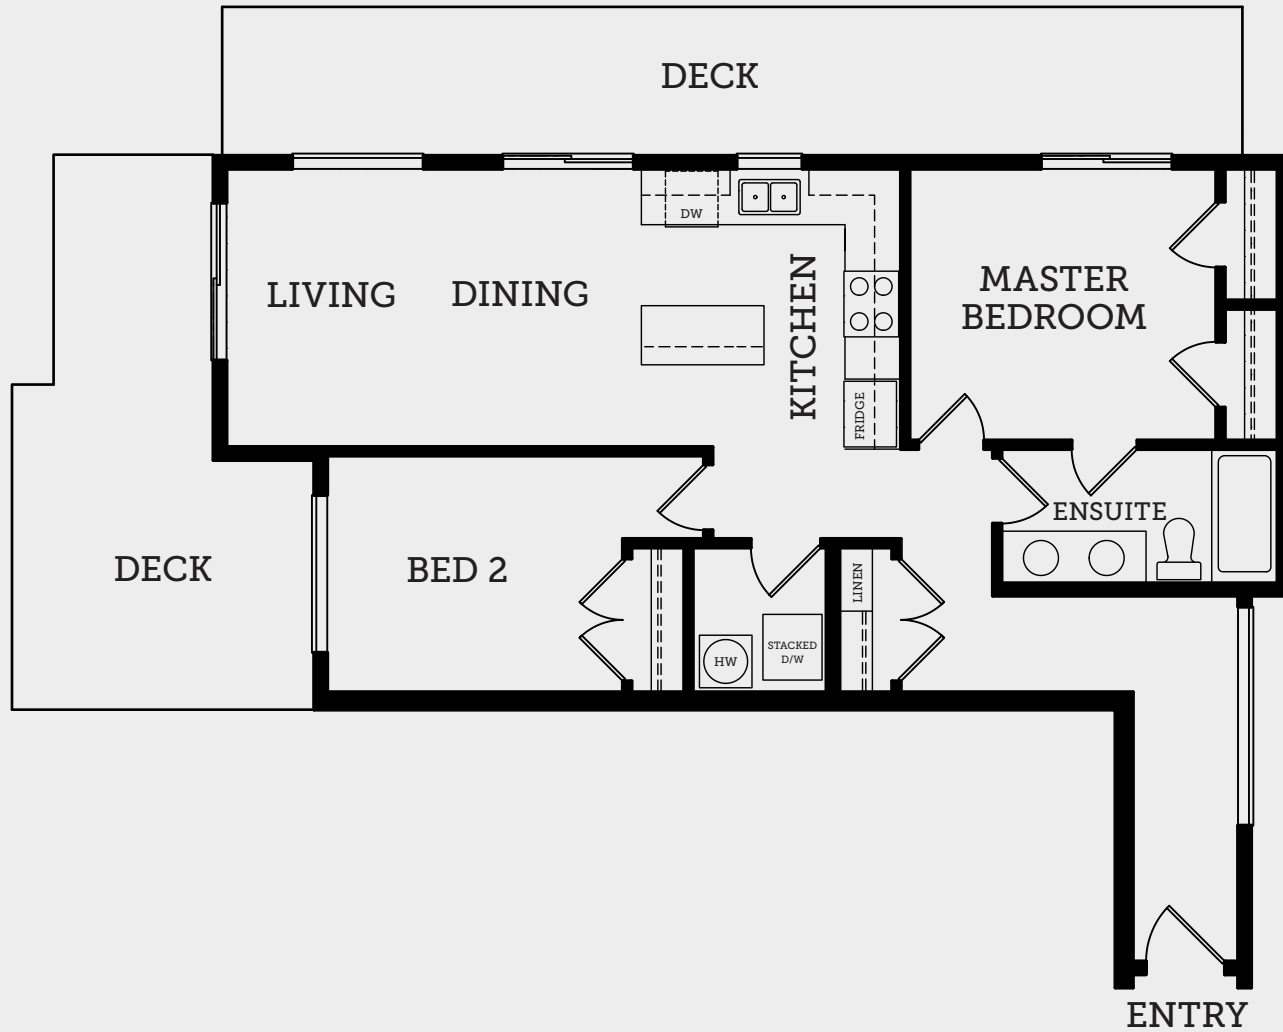 DECK
DW
LIVING
DINING
KITCHEN
MASTER
BEDROOM
FRIDGE
ENSUITE
DECK
BED 2
LINEN
HW
STACKED
D/W
ENTRY